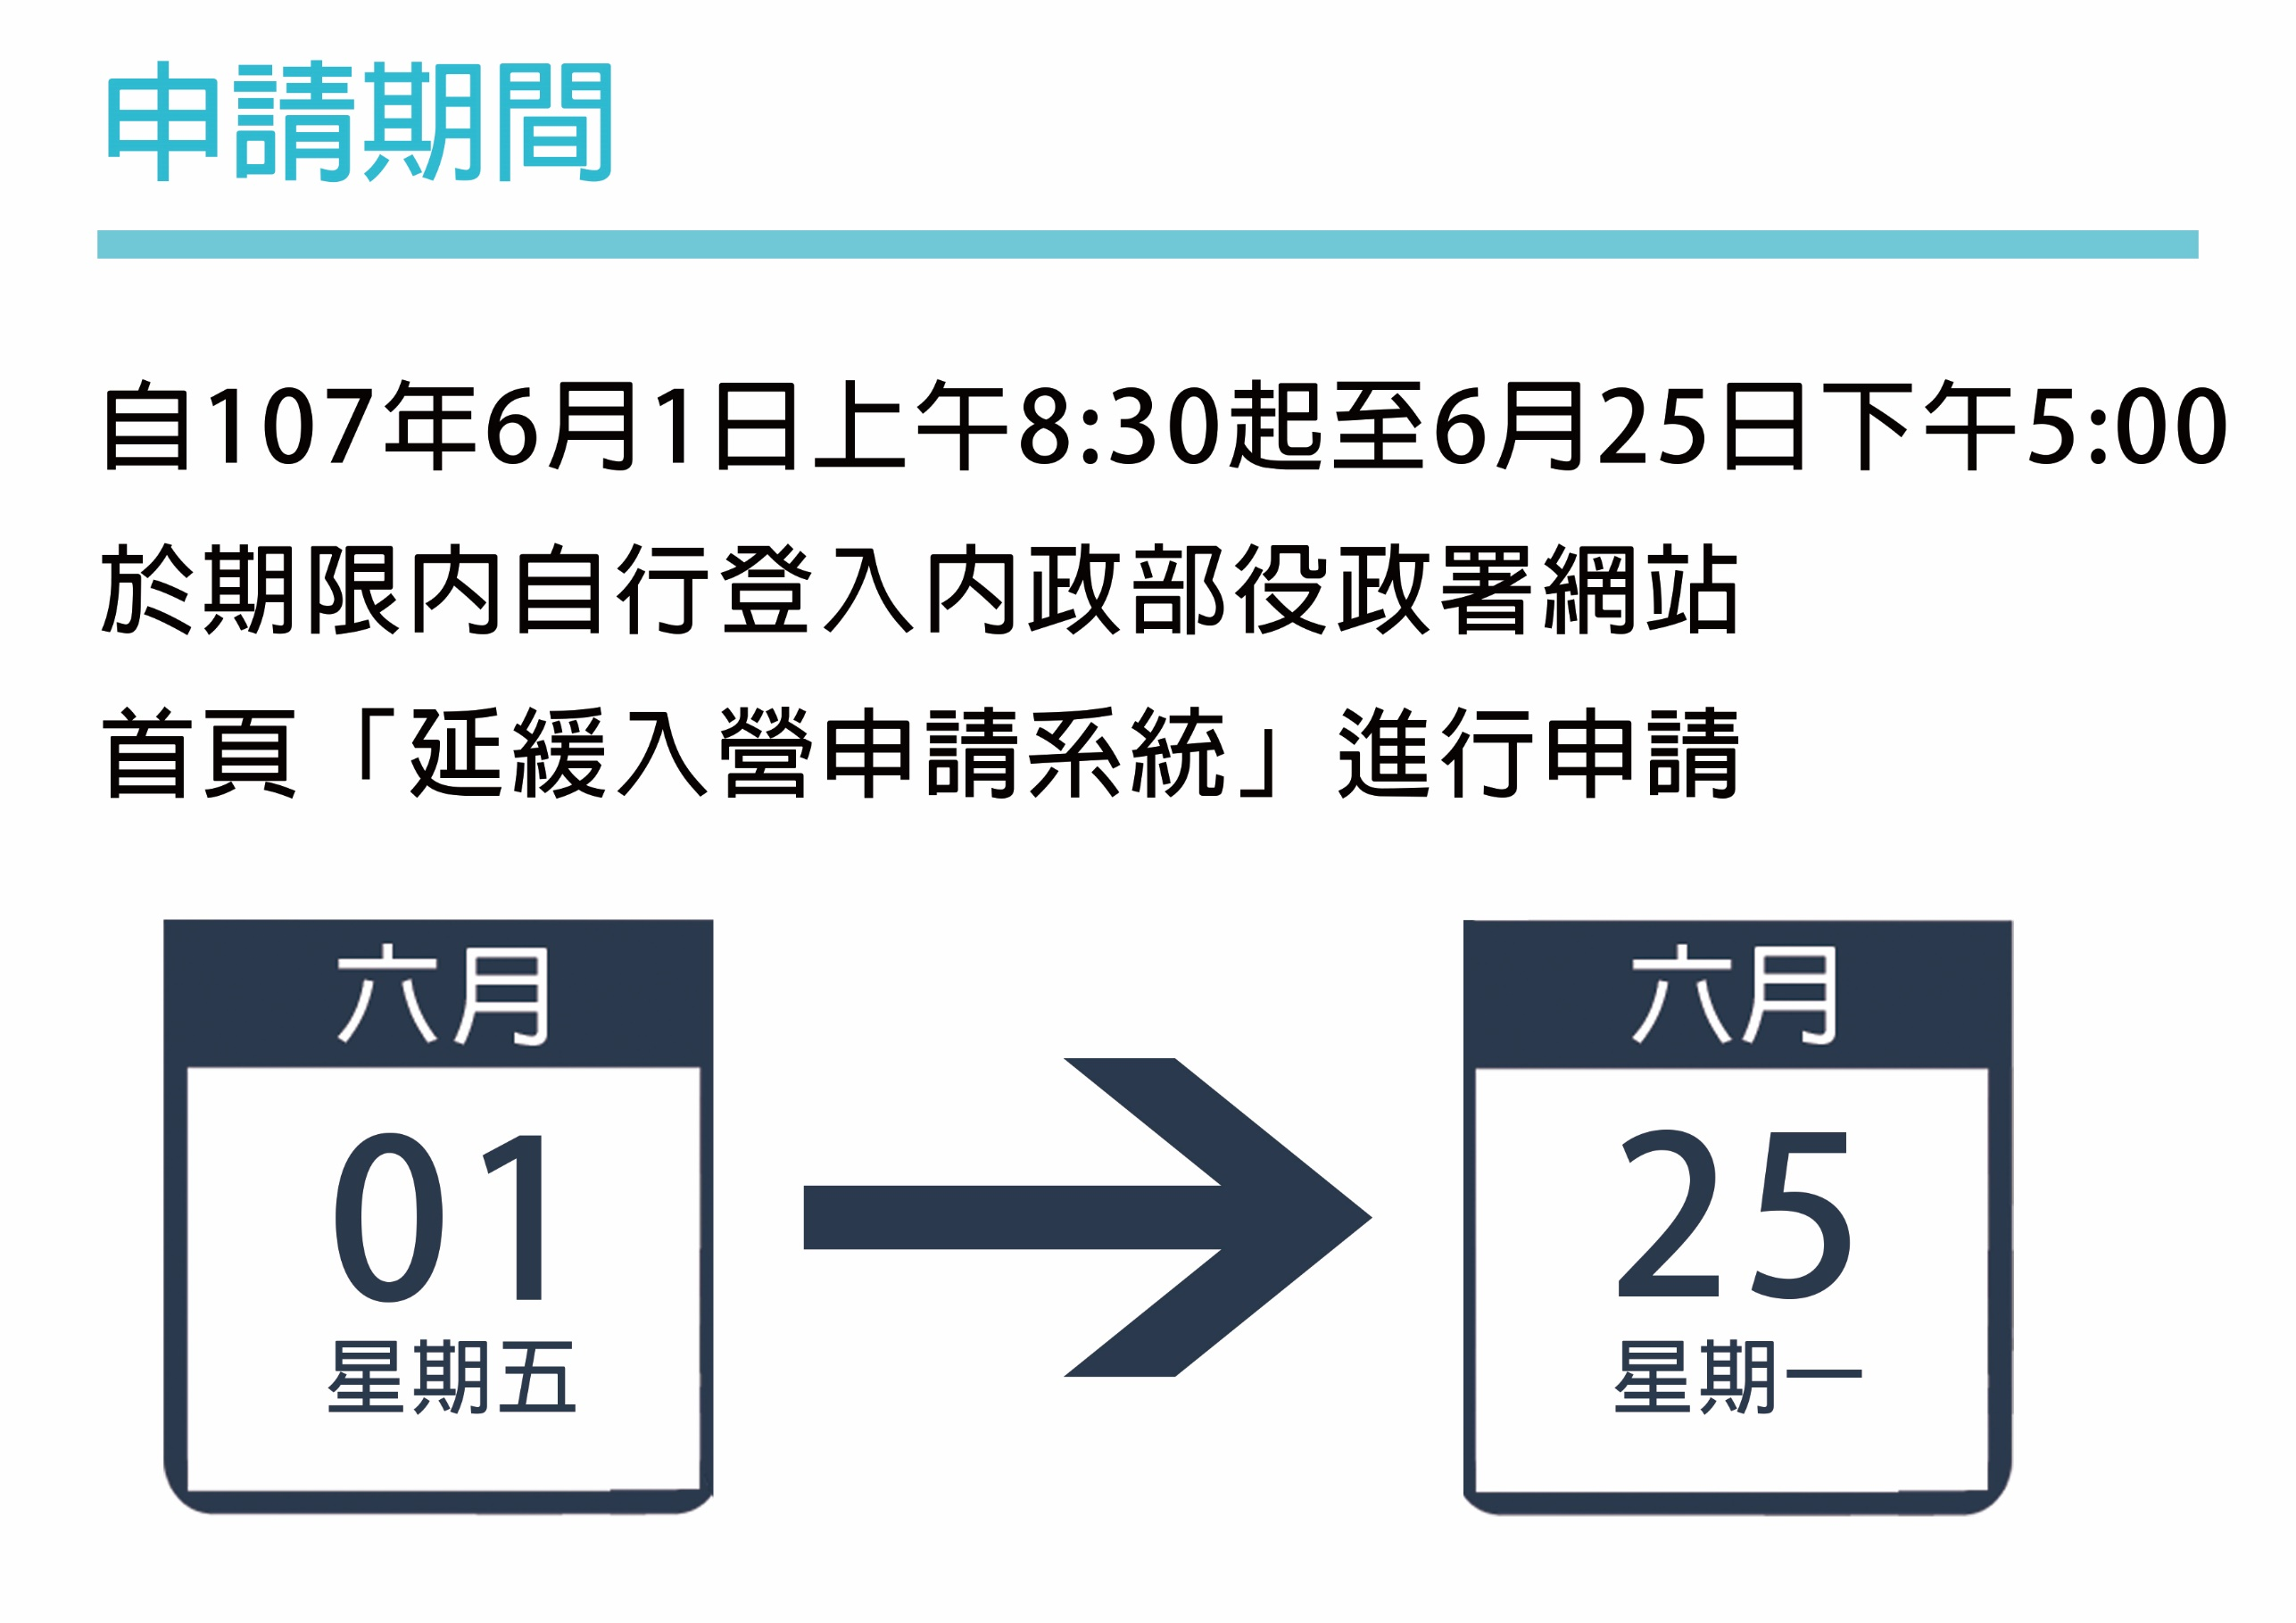 申請期間
自107年6月1日上午8:30起至6月25日下午5:00
於期限內自行登入內政部役政署網站
首頁「延緩入營申請系統」進行申請
六月
01
星期五
六月
25
星期一